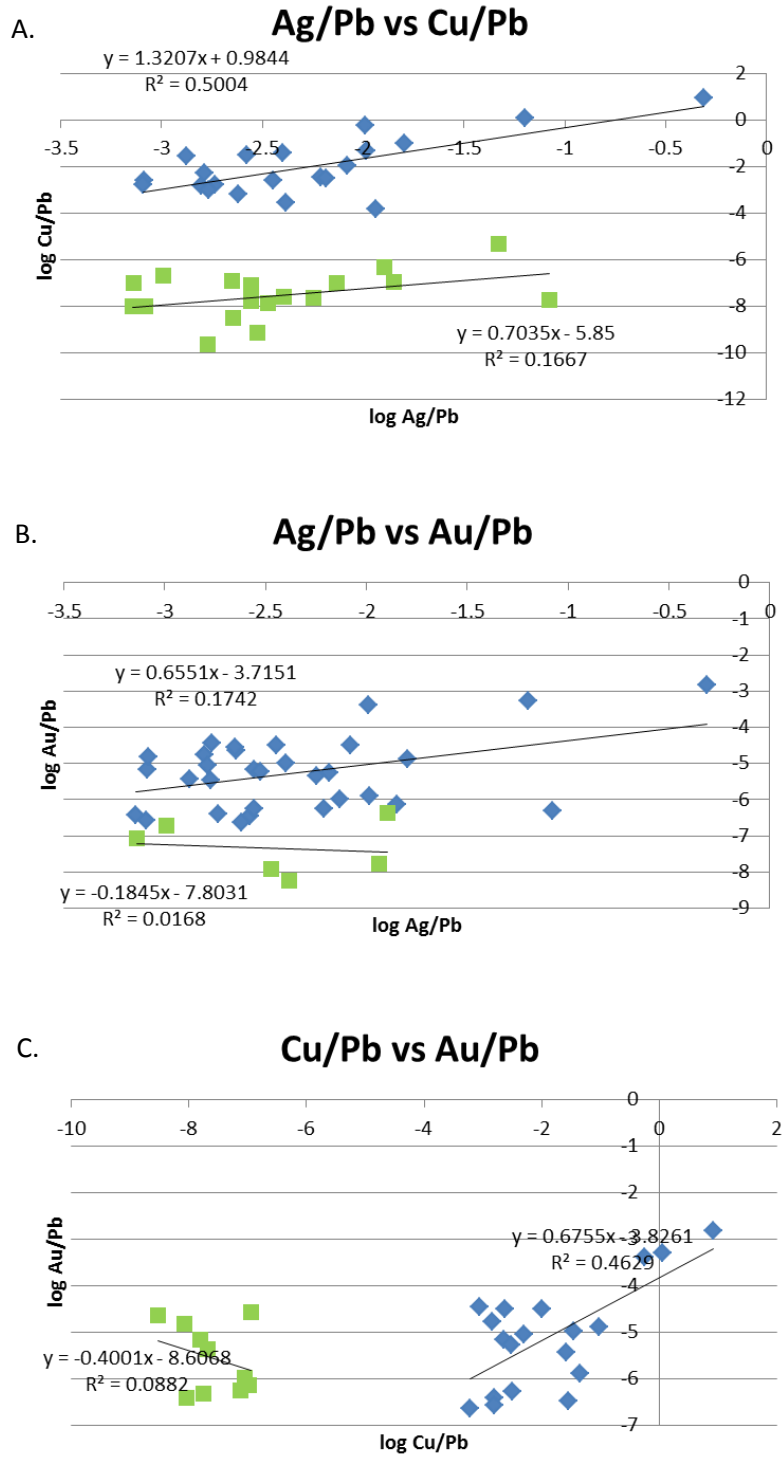 A.
Ag/Pb vs Cu/Pb
y = 1.3207x + 0.9844
R² = 0.5004
2
0
-2
-4
-6
-8
-10
-12
-3.5 -3 -2.5 -2 -1.5 -1 -0.5 0
log Cu/Pb
y = 0.7035x - 5.85
R² = 0.1667
log Ag/Pb
B.
Ag/Pb vs Au/Pb
0
-1
-2
-3
-4
-5
-6
-7
-8
-9
-3.5 -3 -2.5 -2 -1.5 -1 -0.5 0
y = 0.6551x - 3.7151
R² = 0.1742
log Au/Pb
y = -0.1845x - 7.8031
R² = 0.0168
log Ag/Pb
C.
Cu/Pb vs Au/Pb
0
-1
-2
-3
-4
-5
-6
-7
-10 -8 -6 -4 -2 0 2
log Au/Pb
y = 0.6755x - 3.8261
R² = 0.4629
y = -0.4001x - 8.6068
R² = 0.0882
log Cu/Pb